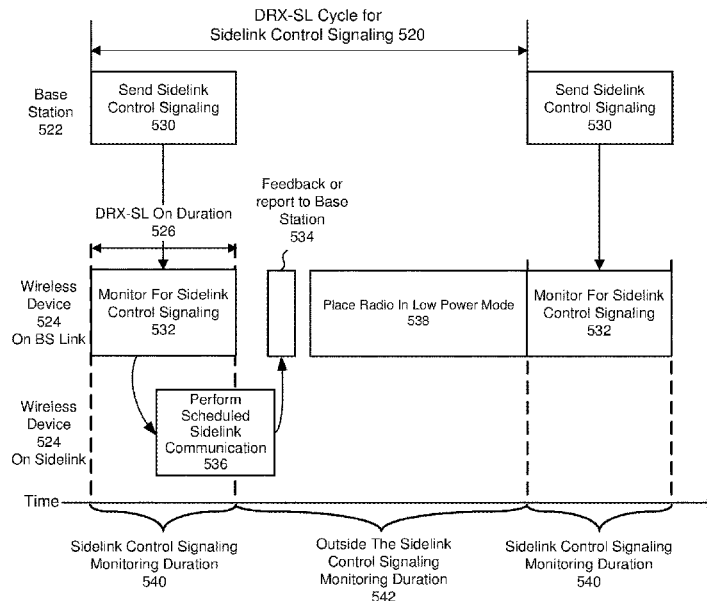 DRX-SL Cycle for
Sidelink Control Signaling 520
Base
Station
522
Send Sidelink
Control Signaling
530
Send Sidelink
Control Signaling
530
Feedback or
report to Base
Station
534
DRX-SL On Duration
526
Wireless
Device
524
On BS Link
Monitor For Sidelink
Control Signaling
532
Place Radio In Low Power Mode
538
Monitor For Sidelink
Control Signaling
532
Wireless
Device
524
On Sidelink
Perform
Scheduled
Sidelink
Communication
536
Time
Sidelink Control Signaling
Monitoring Duration
540
Outside The Sidelink
Control Signaling
Monitoring Duration
542
Sidelink Control Signaling
Monitoring Duration
540